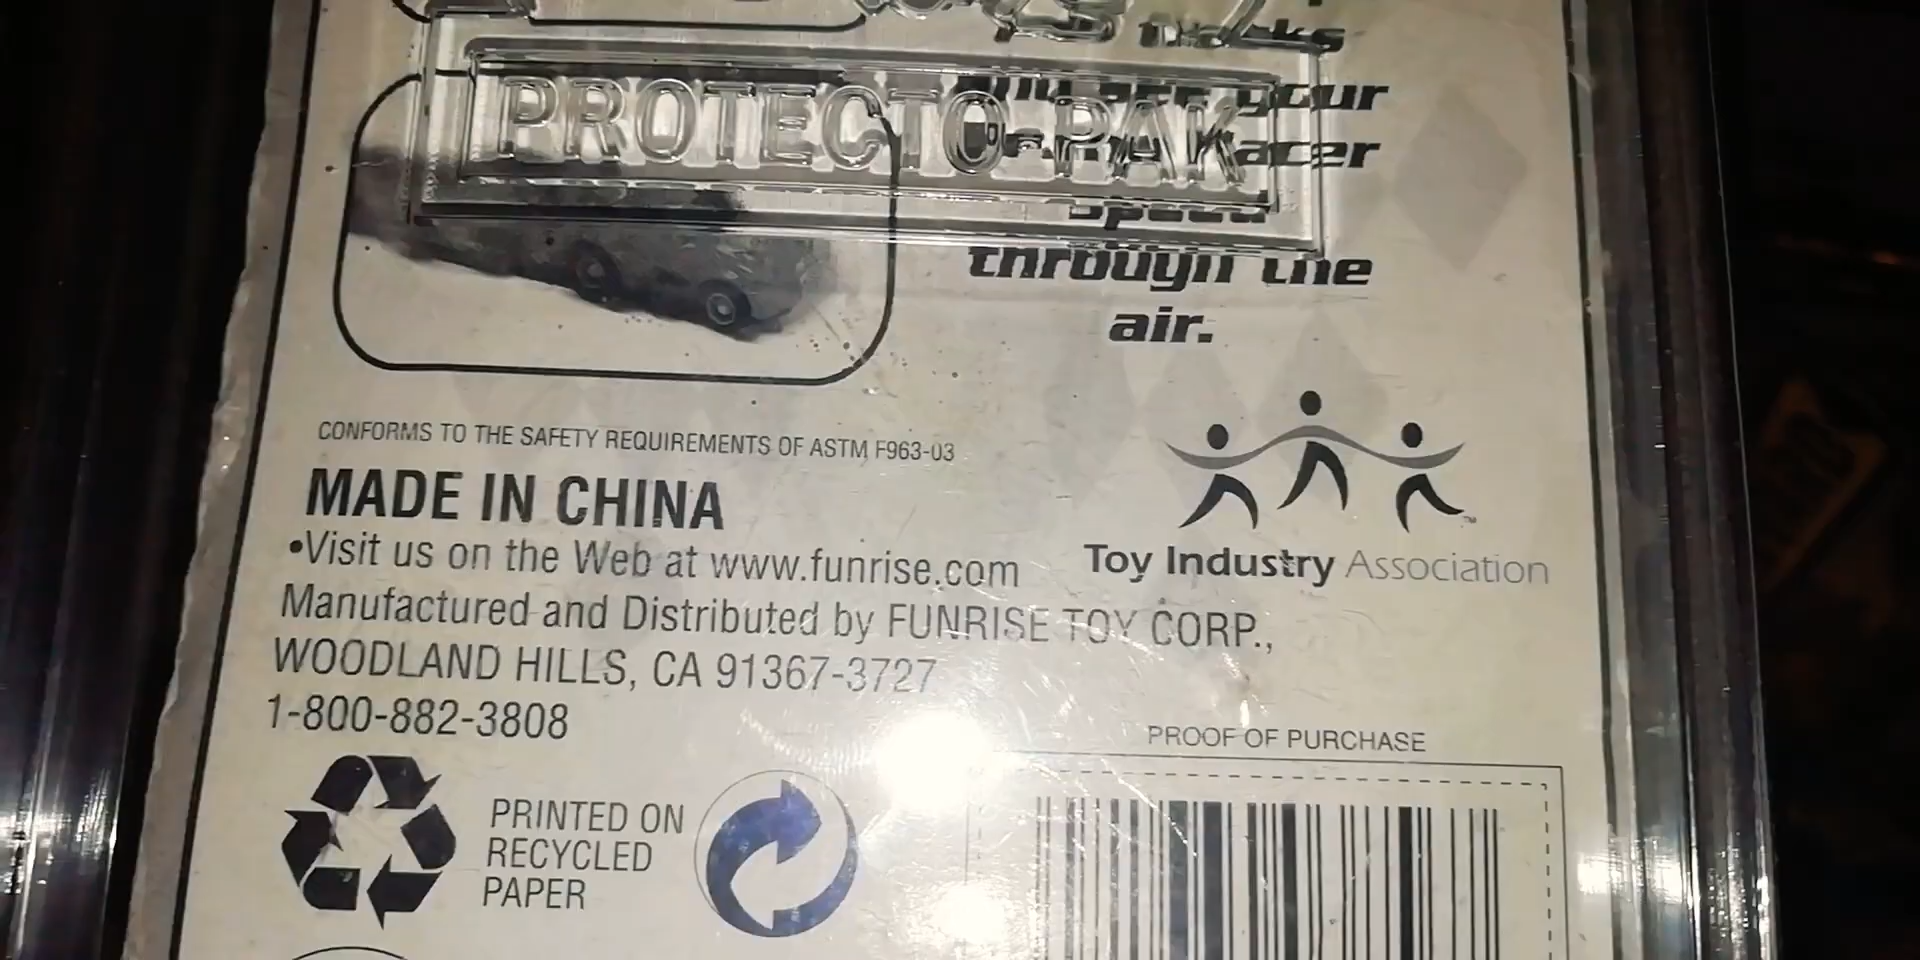 PROTECTO-PAK
your
through the
air.
CONFORMS TO THE SAFETY REQUIREMENTS OF ASTM F963-03
MADE IN CHINA
•Visit us on the Web at www.funrise.com
Toy Industry Association
TM
Manufactured and Distributed by FUNRISE TOY CORP.,
WOODLAND HILLS, CA 91367-3727
1-800-882-3808
PROOF OF PURCHASE
PRINTED ON
RECYCLED
PAPER